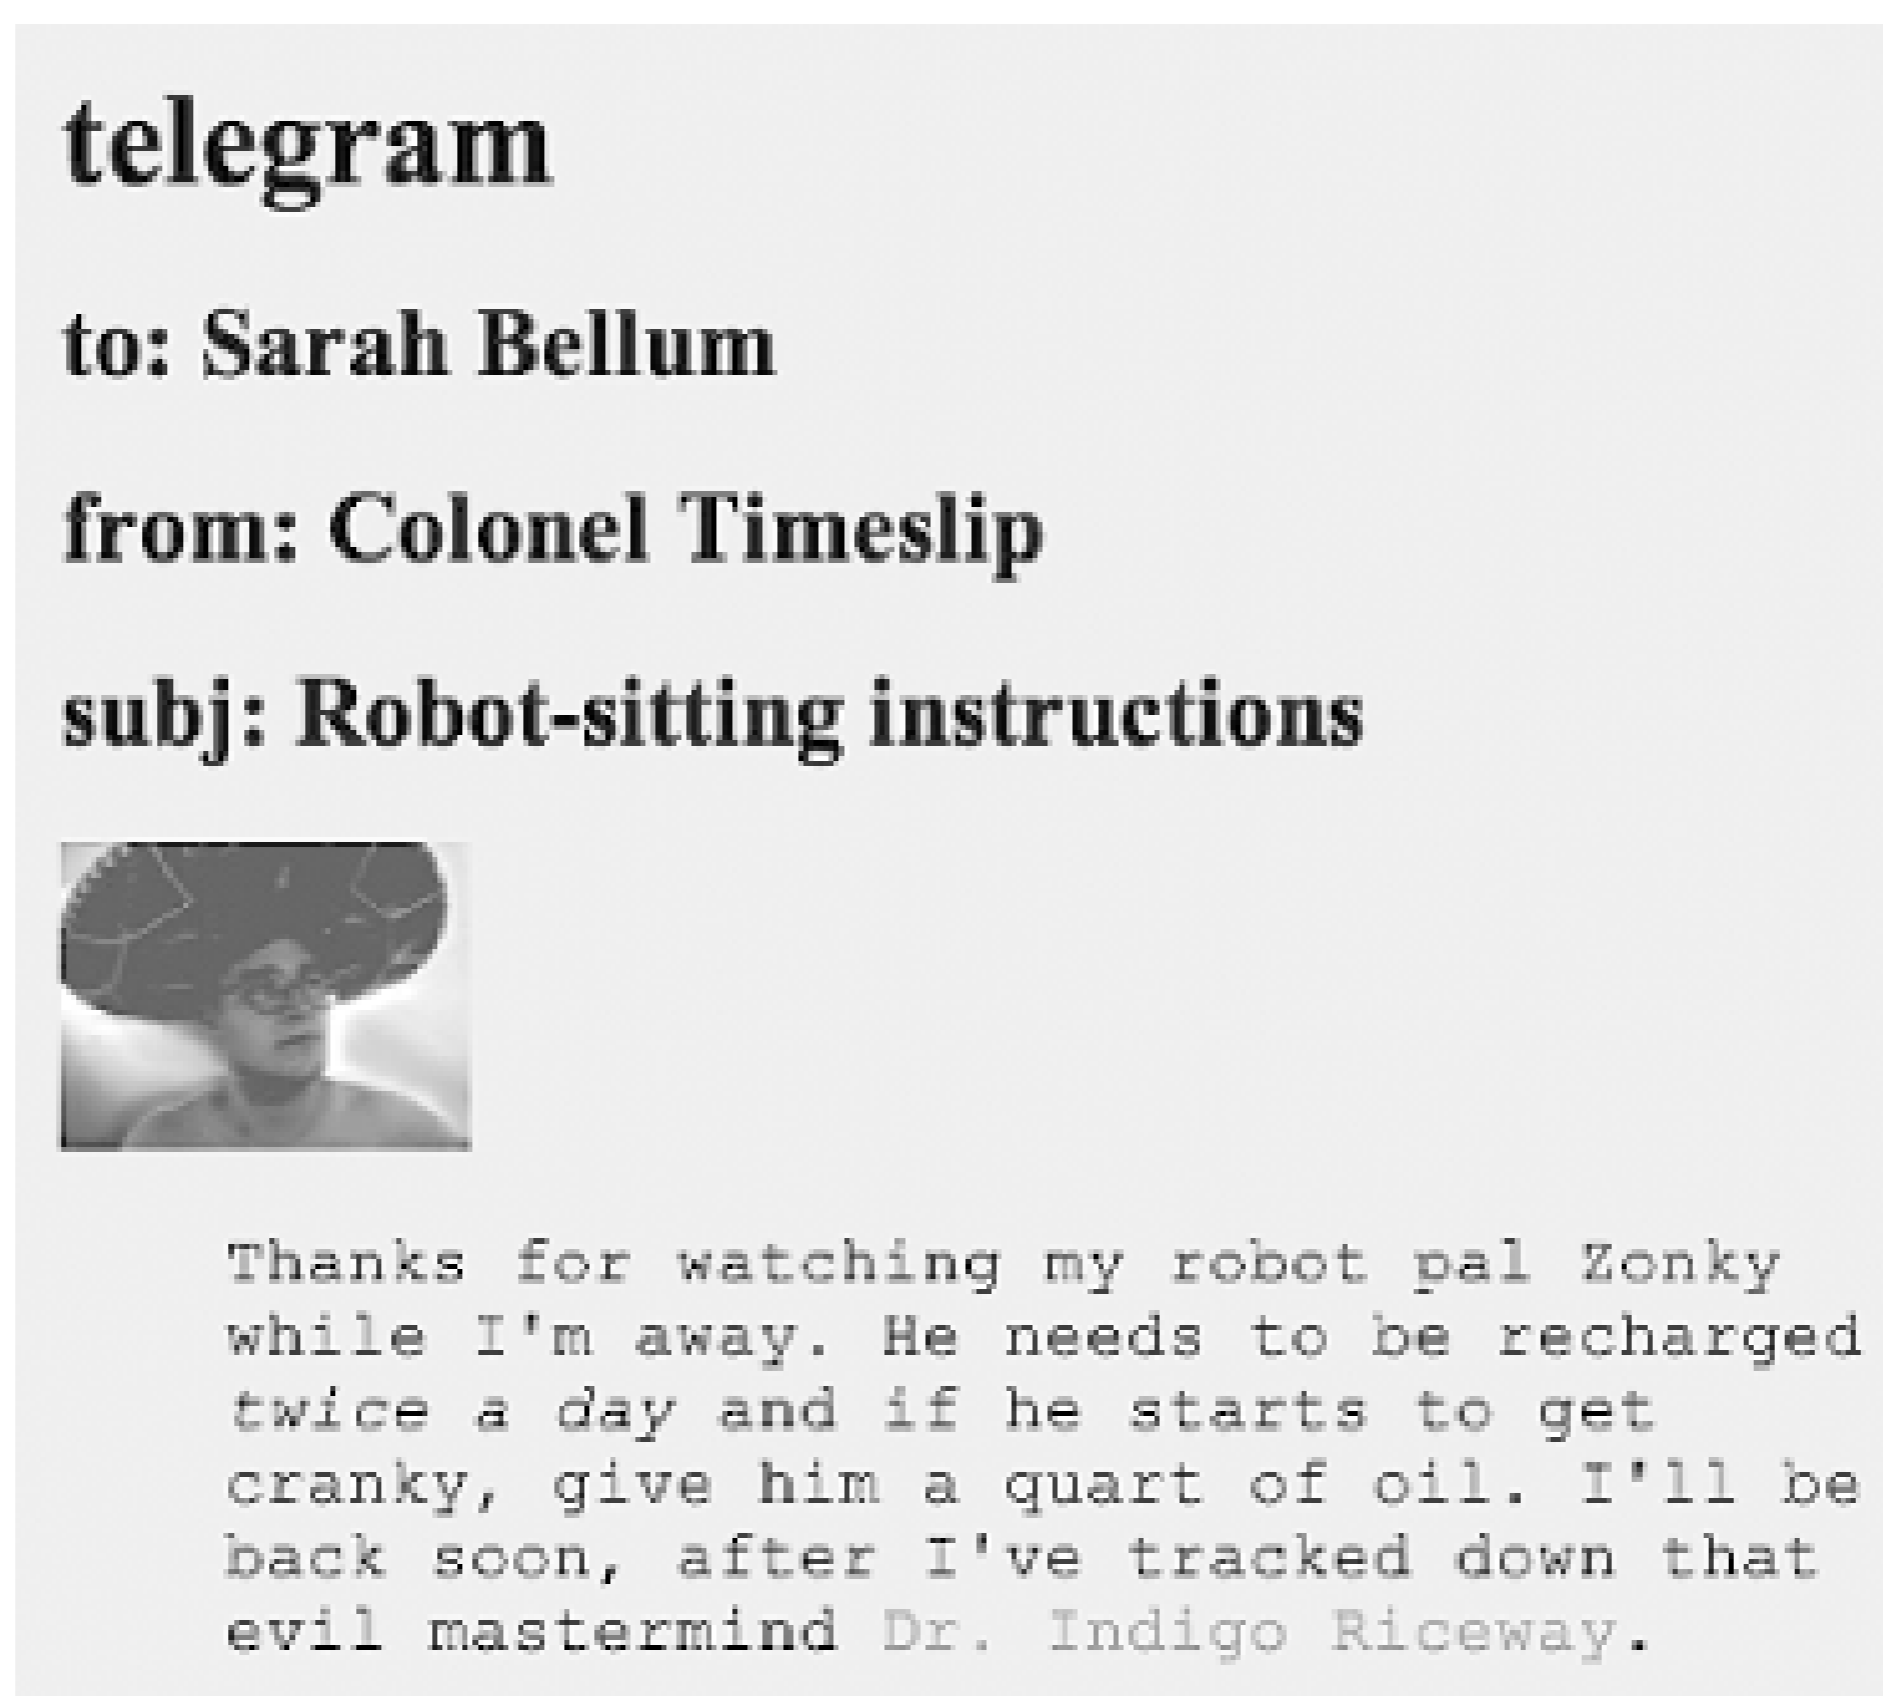 telegram
to: Sarah Bellum
from: Colonel Timeslip
subj: Robot-sitting instructions
Thanks for watching my robot pal Zonky
while I'm away. He needs to be recharged
twice a day and if he starts to get
cranky, give him a quart of oil. I'll be
back soon, after I've tracked down that
evil mastermind Dr. Indigo Riceway.